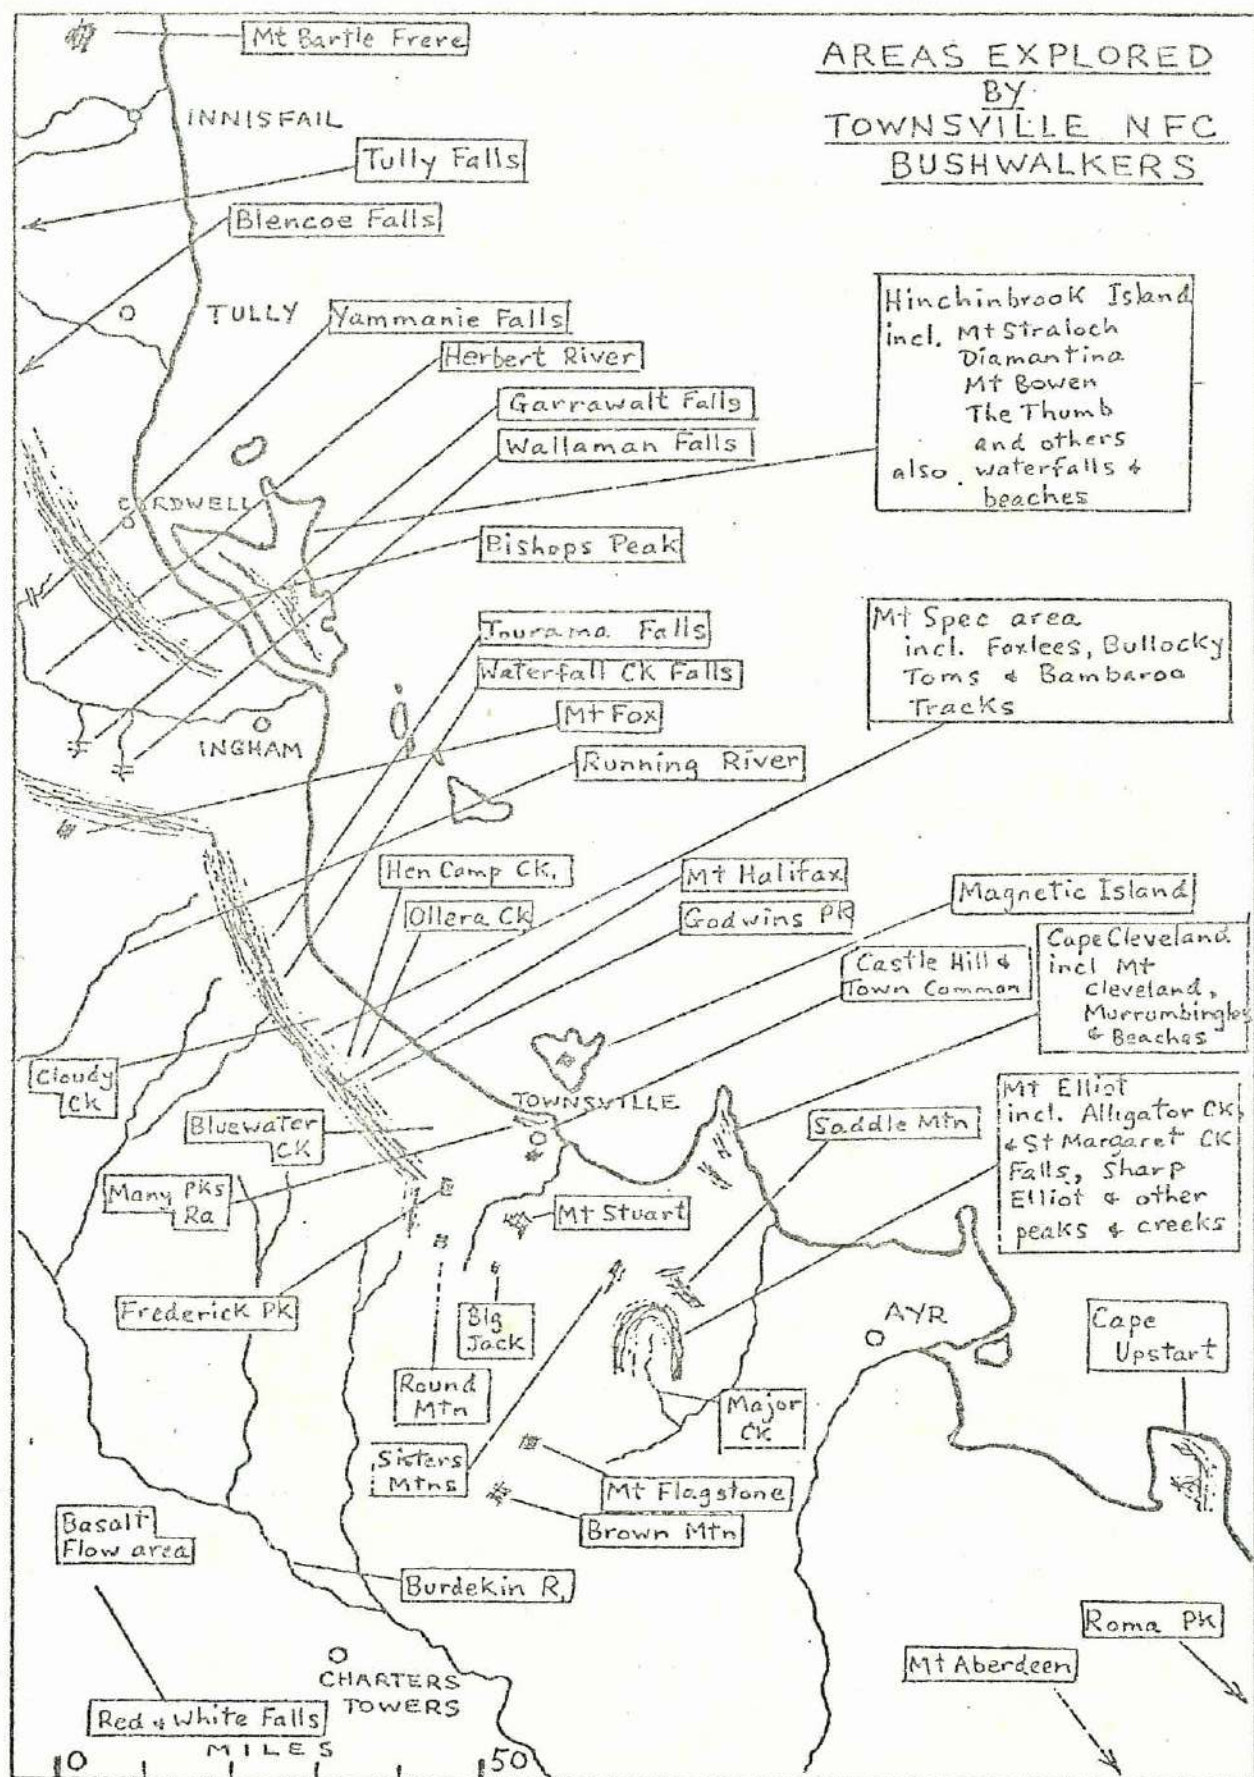 AREAS EXPLORED
BY
TOWNSVILLE NFC
BUSHWALKERS
Mt Bartle Frere
INNISFAIL
Tully Falls
Blencoe Falls
TULLY
Yammanie Falls
Herbert River
Garrawalt Falls
Wallaman Falls
Hinchinbrook Island
incl. Mt Straloch
Diamantina
Mt Bowen
The Thumb
and others
also waterfalls &
beaches
C RDWELL
Bishops Peak
Jourama Falls
Waterfall CK Falls
Mt Fox
Running River
INGHAM
Mt Spec area
incl. Foxlees, Bullocky
Toms & Bambaroo
Tracks
Hen Camp CK.
Ollera CK
Mt Halifax
Godwins PK
Magnetic Island
Castle Hill &
Town Common
Cape Cleveland
incl Mt
Cleveland,
Murrumbingles
& Beaches
Cloudy
CK
Bluewater
CK
TOWNSVILLE
Saddle Mtn
Mt Elliot
incl. Alligator CK,
& St Margaret CK
Falls, Sharp
Elliot & other
peaks & creeks
Many PKs
Ra
Mt Stuart
Frederick PK
Big
Jack
Round
Mtn
AYR
Cape
Upstart
Major
CK
Sisters
Mtns
Mt Flagstone
Brown Mtn
Basalt
Flow area
Burdekin R.
Roma PK
Mt Aberdeen
CHARTERS
TOWERS
Red & White Falls
MILES
0 50